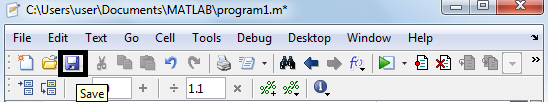 C:\Users\user\Documents\MATLAB\program1.m*
File Edit Text Go Cell Tools Debug Desktop Window Help
+ ÷ 1.1 ×
Save